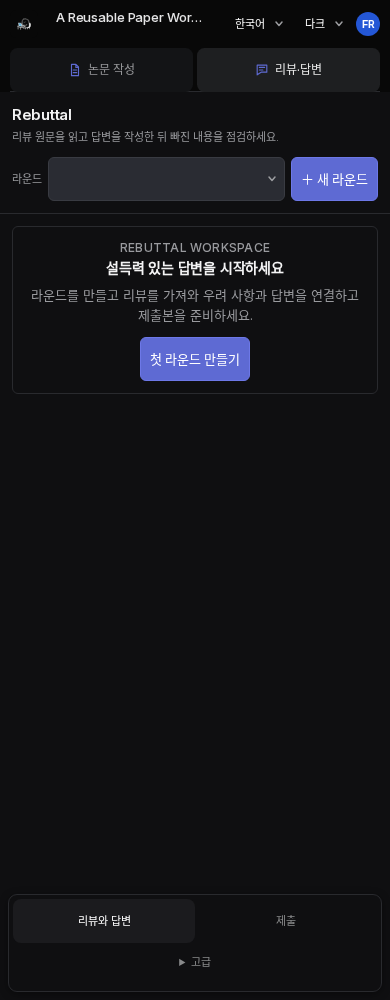 A Reusable Paper Wor...
한국어
다크
FR
논문 작성
리뷰·답변
Rebuttal
리뷰 원문을 읽고 답변을 작성한 뒤 빠진 내용을 점검하세요.
라운드
새 라운드
REBUTTAL WORKSPACE
설득력 있는 답변을 시작하세요
라운드를 만들고 리뷰를 가져와 우려 사항과 답변을 연결하고
제출본을 준비하세요.
첫 라운드 만들기
리뷰와 답변
제출
고급